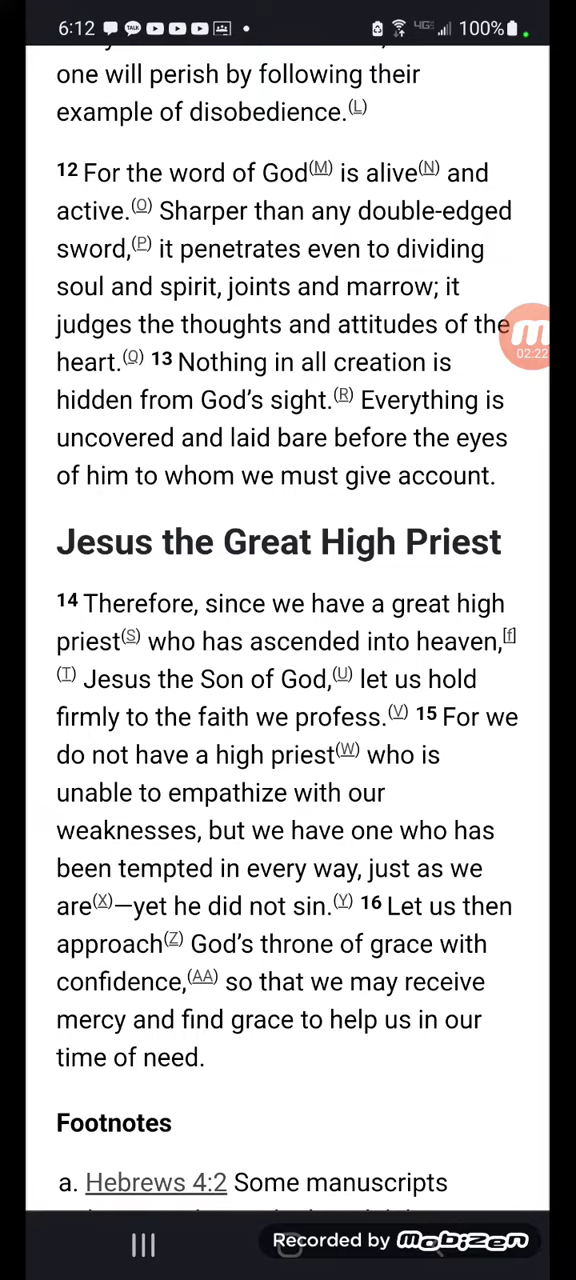 6:12 TALK 4G 100%
one will perish by following their
example of disobedience.(L)
12 For the word of God(M) is alive(N) and
active.(O) Sharper than any double-edged
sword,(P) it penetrates even to dividing
soul and spirit, joints and marrow; it
judges the thoughts and attitudes of the
heart.(Q) 13 Nothing in all creation is
hidden from God’s sight.(R) Everything is
uncovered and laid bare before the eyes
of him to whom we must give account.
m
02:22
Jesus the Great High Priest
14 Therefore, since we have a great high
priest(S) who has ascended into heaven,[f]
(T) Jesus the Son of God,(U) let us hold
firmly to the faith we profess.(V) 15 For we
do not have a high priest(W) who is
unable to empathize with our
weaknesses, but we have one who has
been tempted in every way, just as we
are(X)—yet he did not sin.(Y) 16 Let us then
approach(Z) God’s throne of grace with
confidence,(AA) so that we may receive
mercy and find grace to help us in our
time of need.
Footnotes
a. Hebrews 4:2 Some manuscripts
Recorded by mobizen